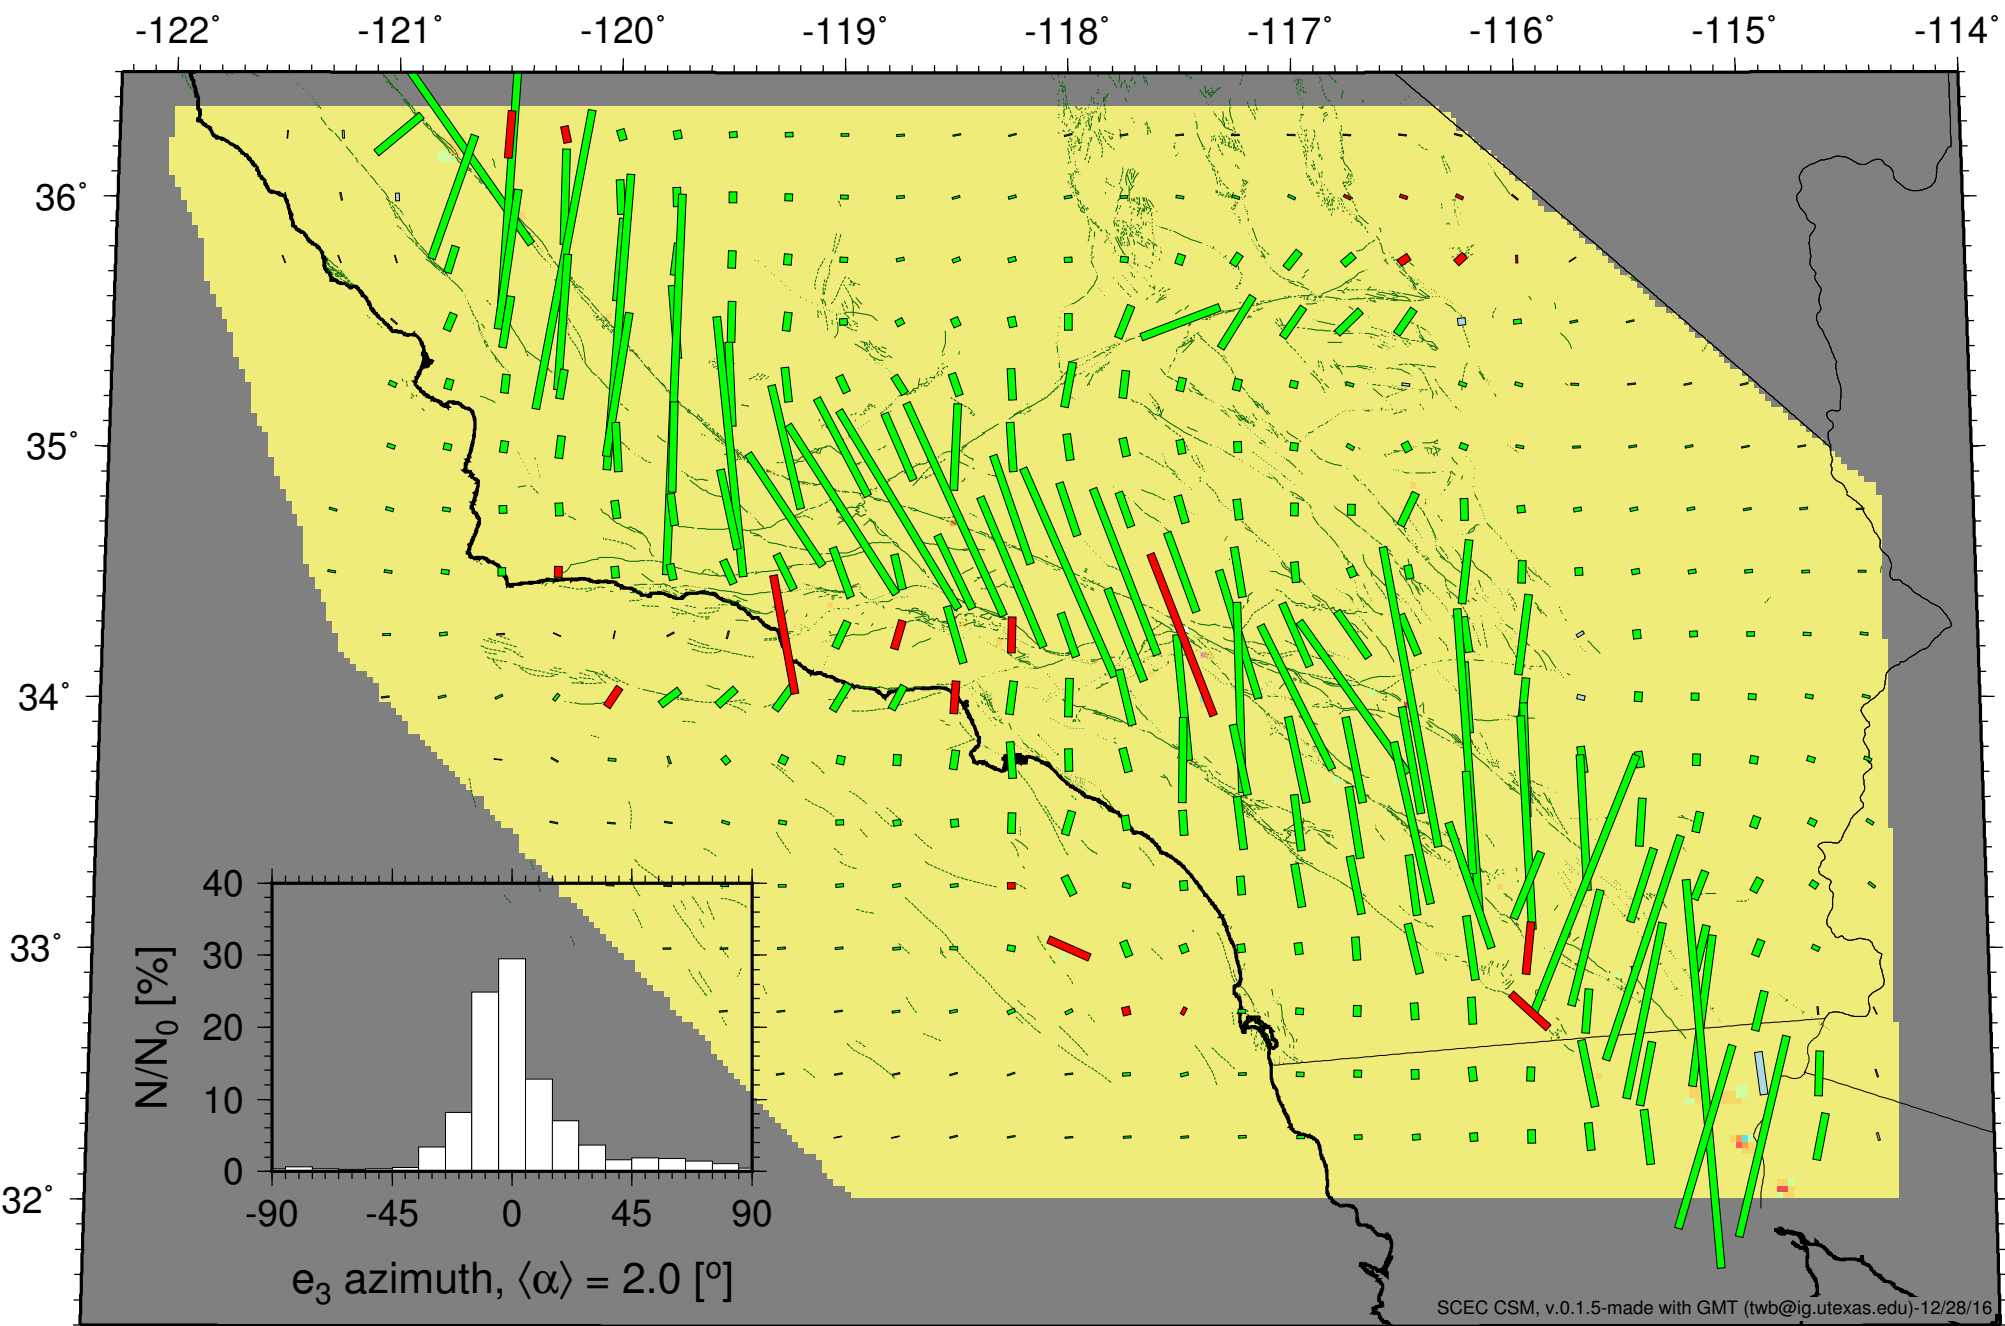 -122° -121° -120° -119° -118° -117° -116° -115° -114°
36°
35°
34°
33°
32°
N/N0 [%]
40
30
20
10
0
-90 -45 0 45 90
e3 azimuth, ⟨α⟩ = 2.0 [º]
SCEC CSM, v.0.1.5-made with GMT (twb@ig.utexas.edu)-12/28/16